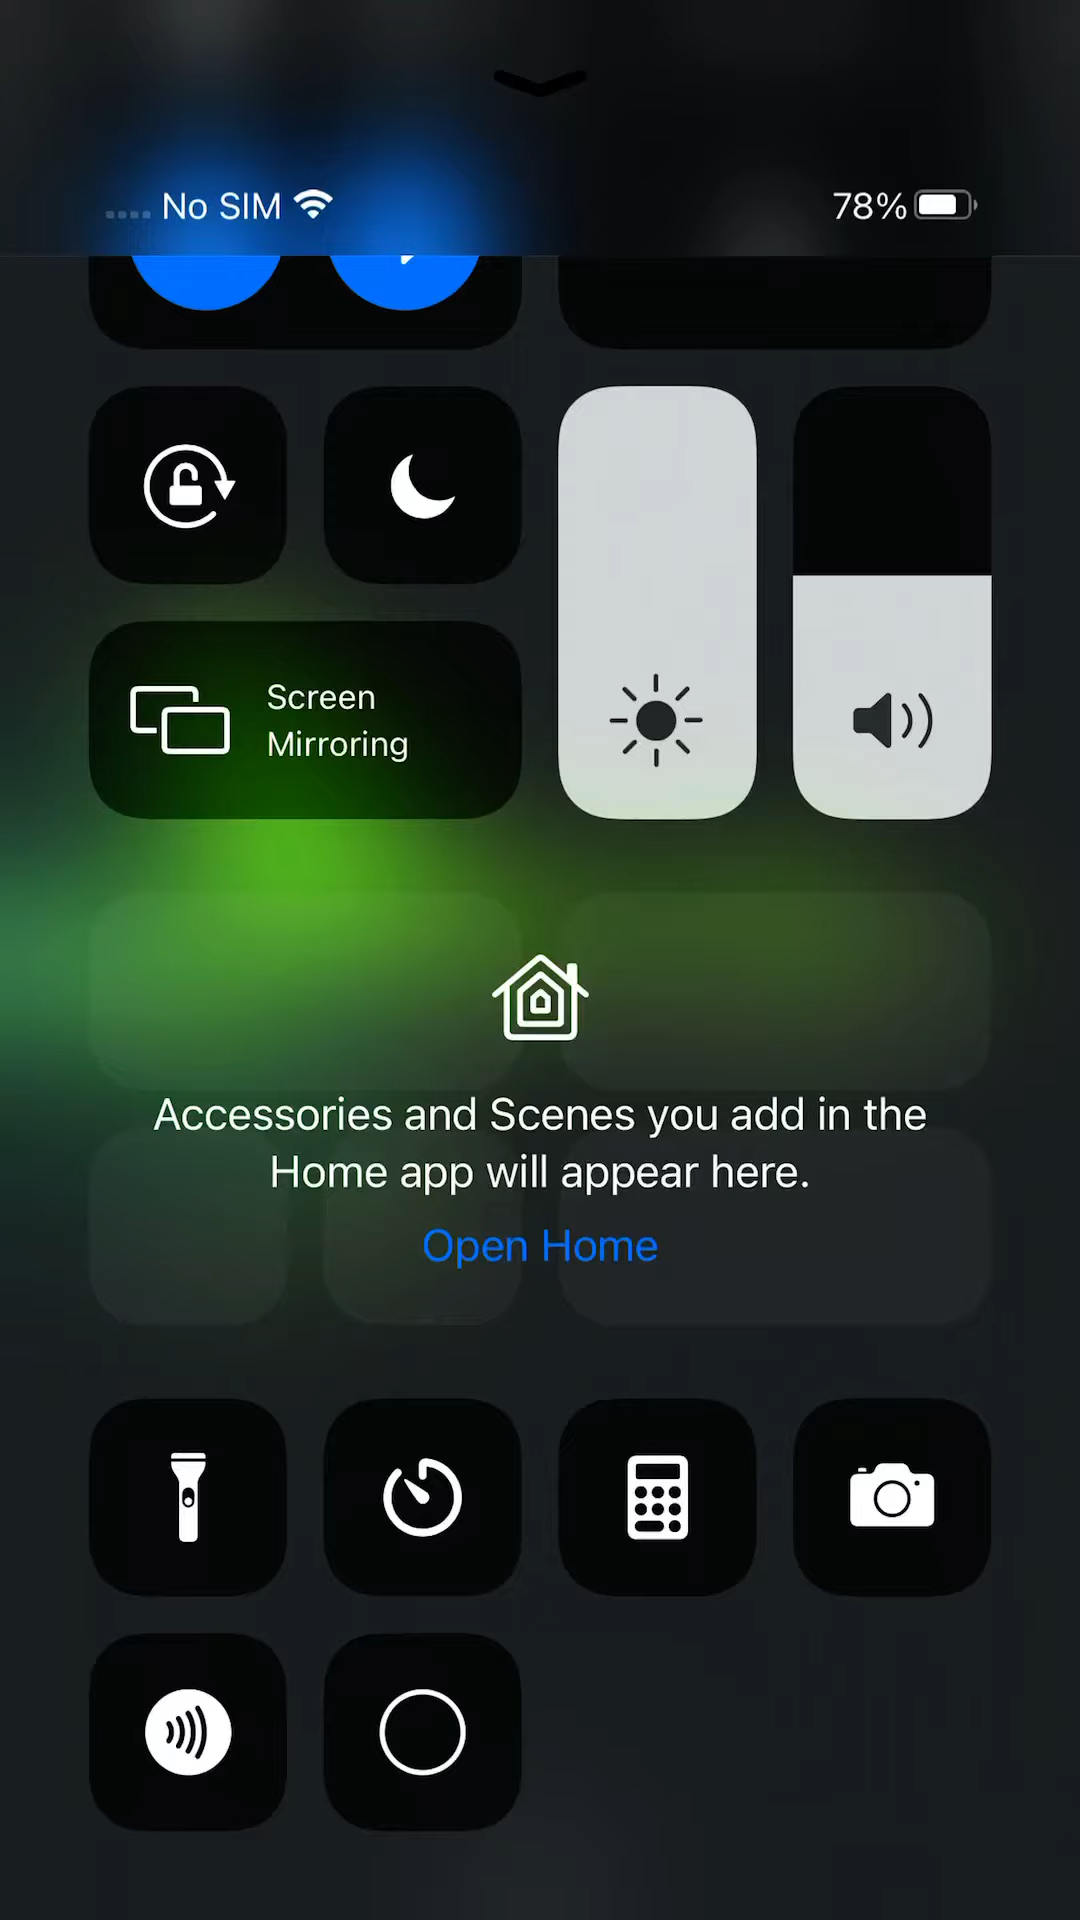 No SIM
78%
Screen
Mirroring
Accessories and Scenes you add in the
Home app will appear here.
Open Home